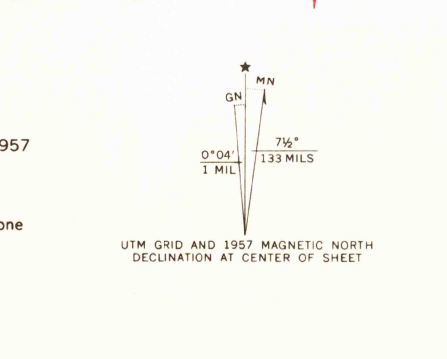 MN
GN
957
0°04'
1 MIL
7½°
133 MILS
one
UTM GRID AND 1957 MAGNETIC NORTH
DECLINATION AT CENTER OF SHEET